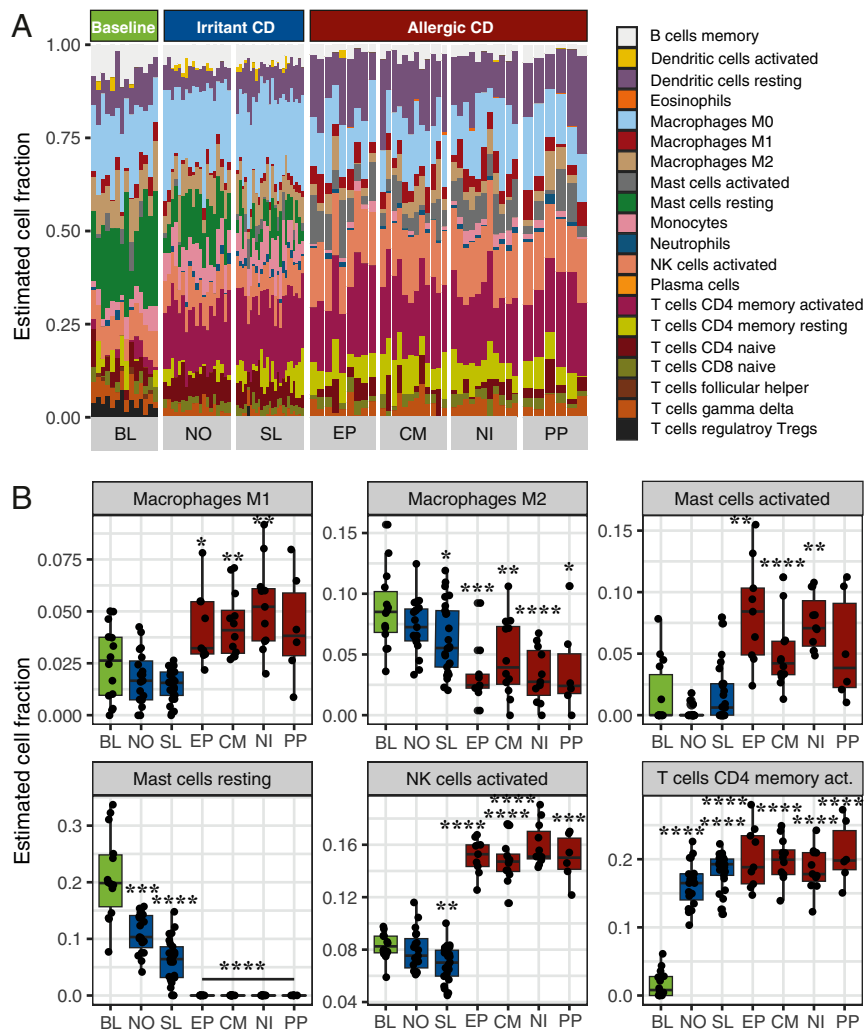 A
Baseline Irritant CD Allergic CD
Estimated cell fraction
1.00
0.75
0.50
0.25
0.00
BL NO SL EP CM NI PP
B cells memory
Dendritic cells activated
Dendritic cells resting
Eosinophils
Macrophages M0
Macrophages M1
Macrophages M2
Mast cells activated
Mast cells resting
Monocytes
Neutrophils
NK cells activated
Plasma cells
T cells CD4 memory activated
T cells CD4 memory resting
T cells CD4 naive
T cells CD8 naive
T cells follicular helper
T cells gamma delta
T cells regulatroy Tregs
B
Estimated cell fraction
Macrophages M1
0.075
0.050
0.025
0.000
* ** **
BL NO SL EP CM NI PP
Macrophages M2
0.15
0.10
0.05
0.00
* *** ** **** *
BL NO SL EP CM NI PP
Mast cells activated
0.15
0.10
0.05
0.00
** **** **
BL NO SL EP CM NI PP
Mast cells resting
0.3
0.2
0.1
0.0
*** **** ****
BL NO SL EP CM NI PP
NK cells activated
0.16
0.12
0.08
0.04
****
** **** **** ***
BL NO SL EP CM NI PP
T cells CD4 memory act.
0.2
0.1
0.0
**** **** **** ****
**** **** ****
BL NO SL EP CM NI PP